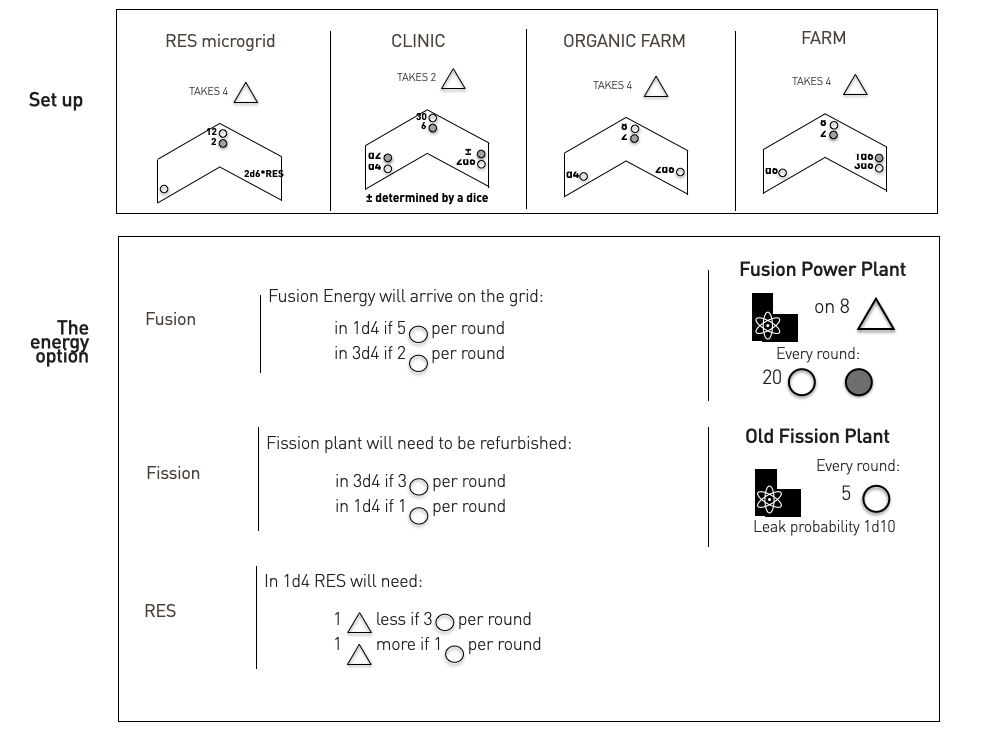 Set up
RES microgrid
TAKES 4
12
2
2d6*RES
CLINIC
TAKES 2
30
6
± determined by a dice
ORGANIC FARM
TAKES 4
FARM
TAKES 4
The
energy
option
Fusion
Fusion Energy will arrive on the grid:
in 1d4 if 5 per round
in 3d4 if 2 per round
Fusion Power Plant
on 8
Every round:
20
Fission
Fission plant will need to be refurbished:
in 3d4 if 3 per round
in 1d4 if 1 per round
Old Fission Plant
Every round:
5
Leak probability 1d10
RES
In 1d4 RES will need:
1 less if 3 per round
1 more if 1 per round